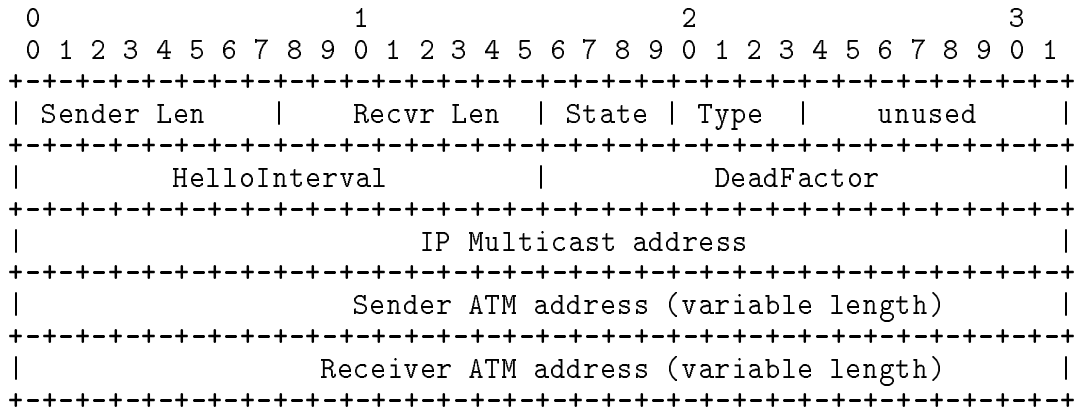 0                   1                   2                   3
 0 1 2 3 4 5 6 7 8 9 0 1 2 3 4 5 6 7 8 9 0 1 2 3 4 5 6 7 8 9 0 1
+-+-+-+-+-+-+-+-+-+-+-+-+-+-+-+-+-+-+-+-+-+-+-+-+-+-+-+-+-+-+-+-+
| Sender Len    |    Recvr Len  | State | Type  |    unused     |
+-+-+-+-+-+-+-+-+-+-+-+-+-+-+-+-+-+-+-+-+-+-+-+-+-+-+-+-+-+-+-+-+
|         HelloInterval         |          DeadFactor           |
+-+-+-+-+-+-+-+-+-+-+-+-+-+-+-+-+-+-+-+-+-+-+-+-+-+-+-+-+-+-+-+-+
|                        IP Multicast address                   |
+-+-+-+-+-+-+-+-+-+-+-+-+-+-+-+-+-+-+-+-+-+-+-+-+-+-+-+-+-+-+-+-+
|                    Sender ATM address (variable length)       |
+-+-+-+-+-+-+-+-+-+-+-+-+-+-+-+-+-+-+-+-+-+-+-+-+-+-+-+-+-+-+-+-+
|                  Receiver ATM address (variable length)       |
+-+-+-+-+-+-+-+-+-+-+-+-+-+-+-+-+-+-+-+-+-+-+-+-+-+-+-+-+-+-+-+-+